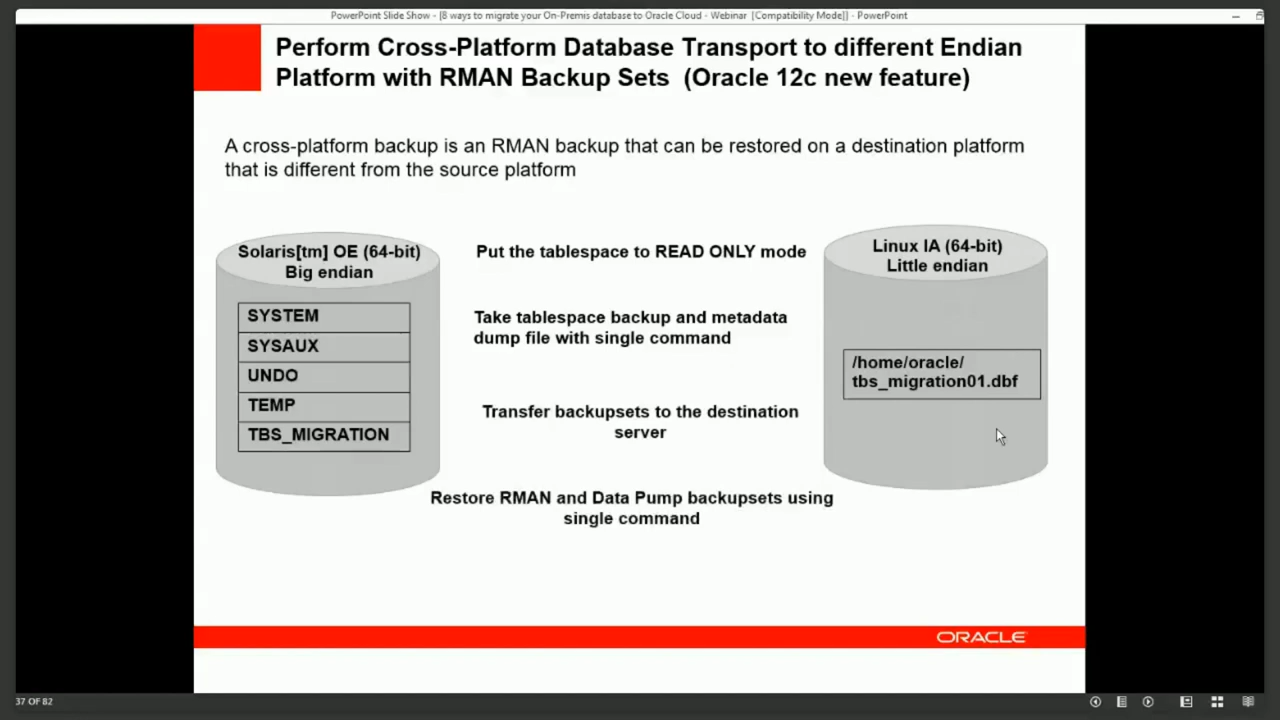 PowerPoint Slide Show - [8 ways to migrate your On-Premis database to Oracle Cloud - Webinar [Compatibility Mode]] - PowerPoint
Perform Cross-Platform Database Transport to different Endian
Platform with RMAN Backup Sets (Oracle 12c new feature)
A cross-platform backup is an RMAN backup that can be restored on a destination platform
that is different from the source platform
Solaris[tm] OE (64-bit)
Big endian
SYSTEM
SYSAUX
UNDO
TEMP
TBS_MIGRATION
Put the tablespace to READ ONLY mode
Take tablespace backup and metadata
dump file with single command
Transfer backupsets to the destination
server
Restore RMAN and Data Pump backupsets using
single command
Linux IA (64-bit)
Little endian
/home/oracle/
tbs_migration01.dbf
ORACLE
37 OF 82